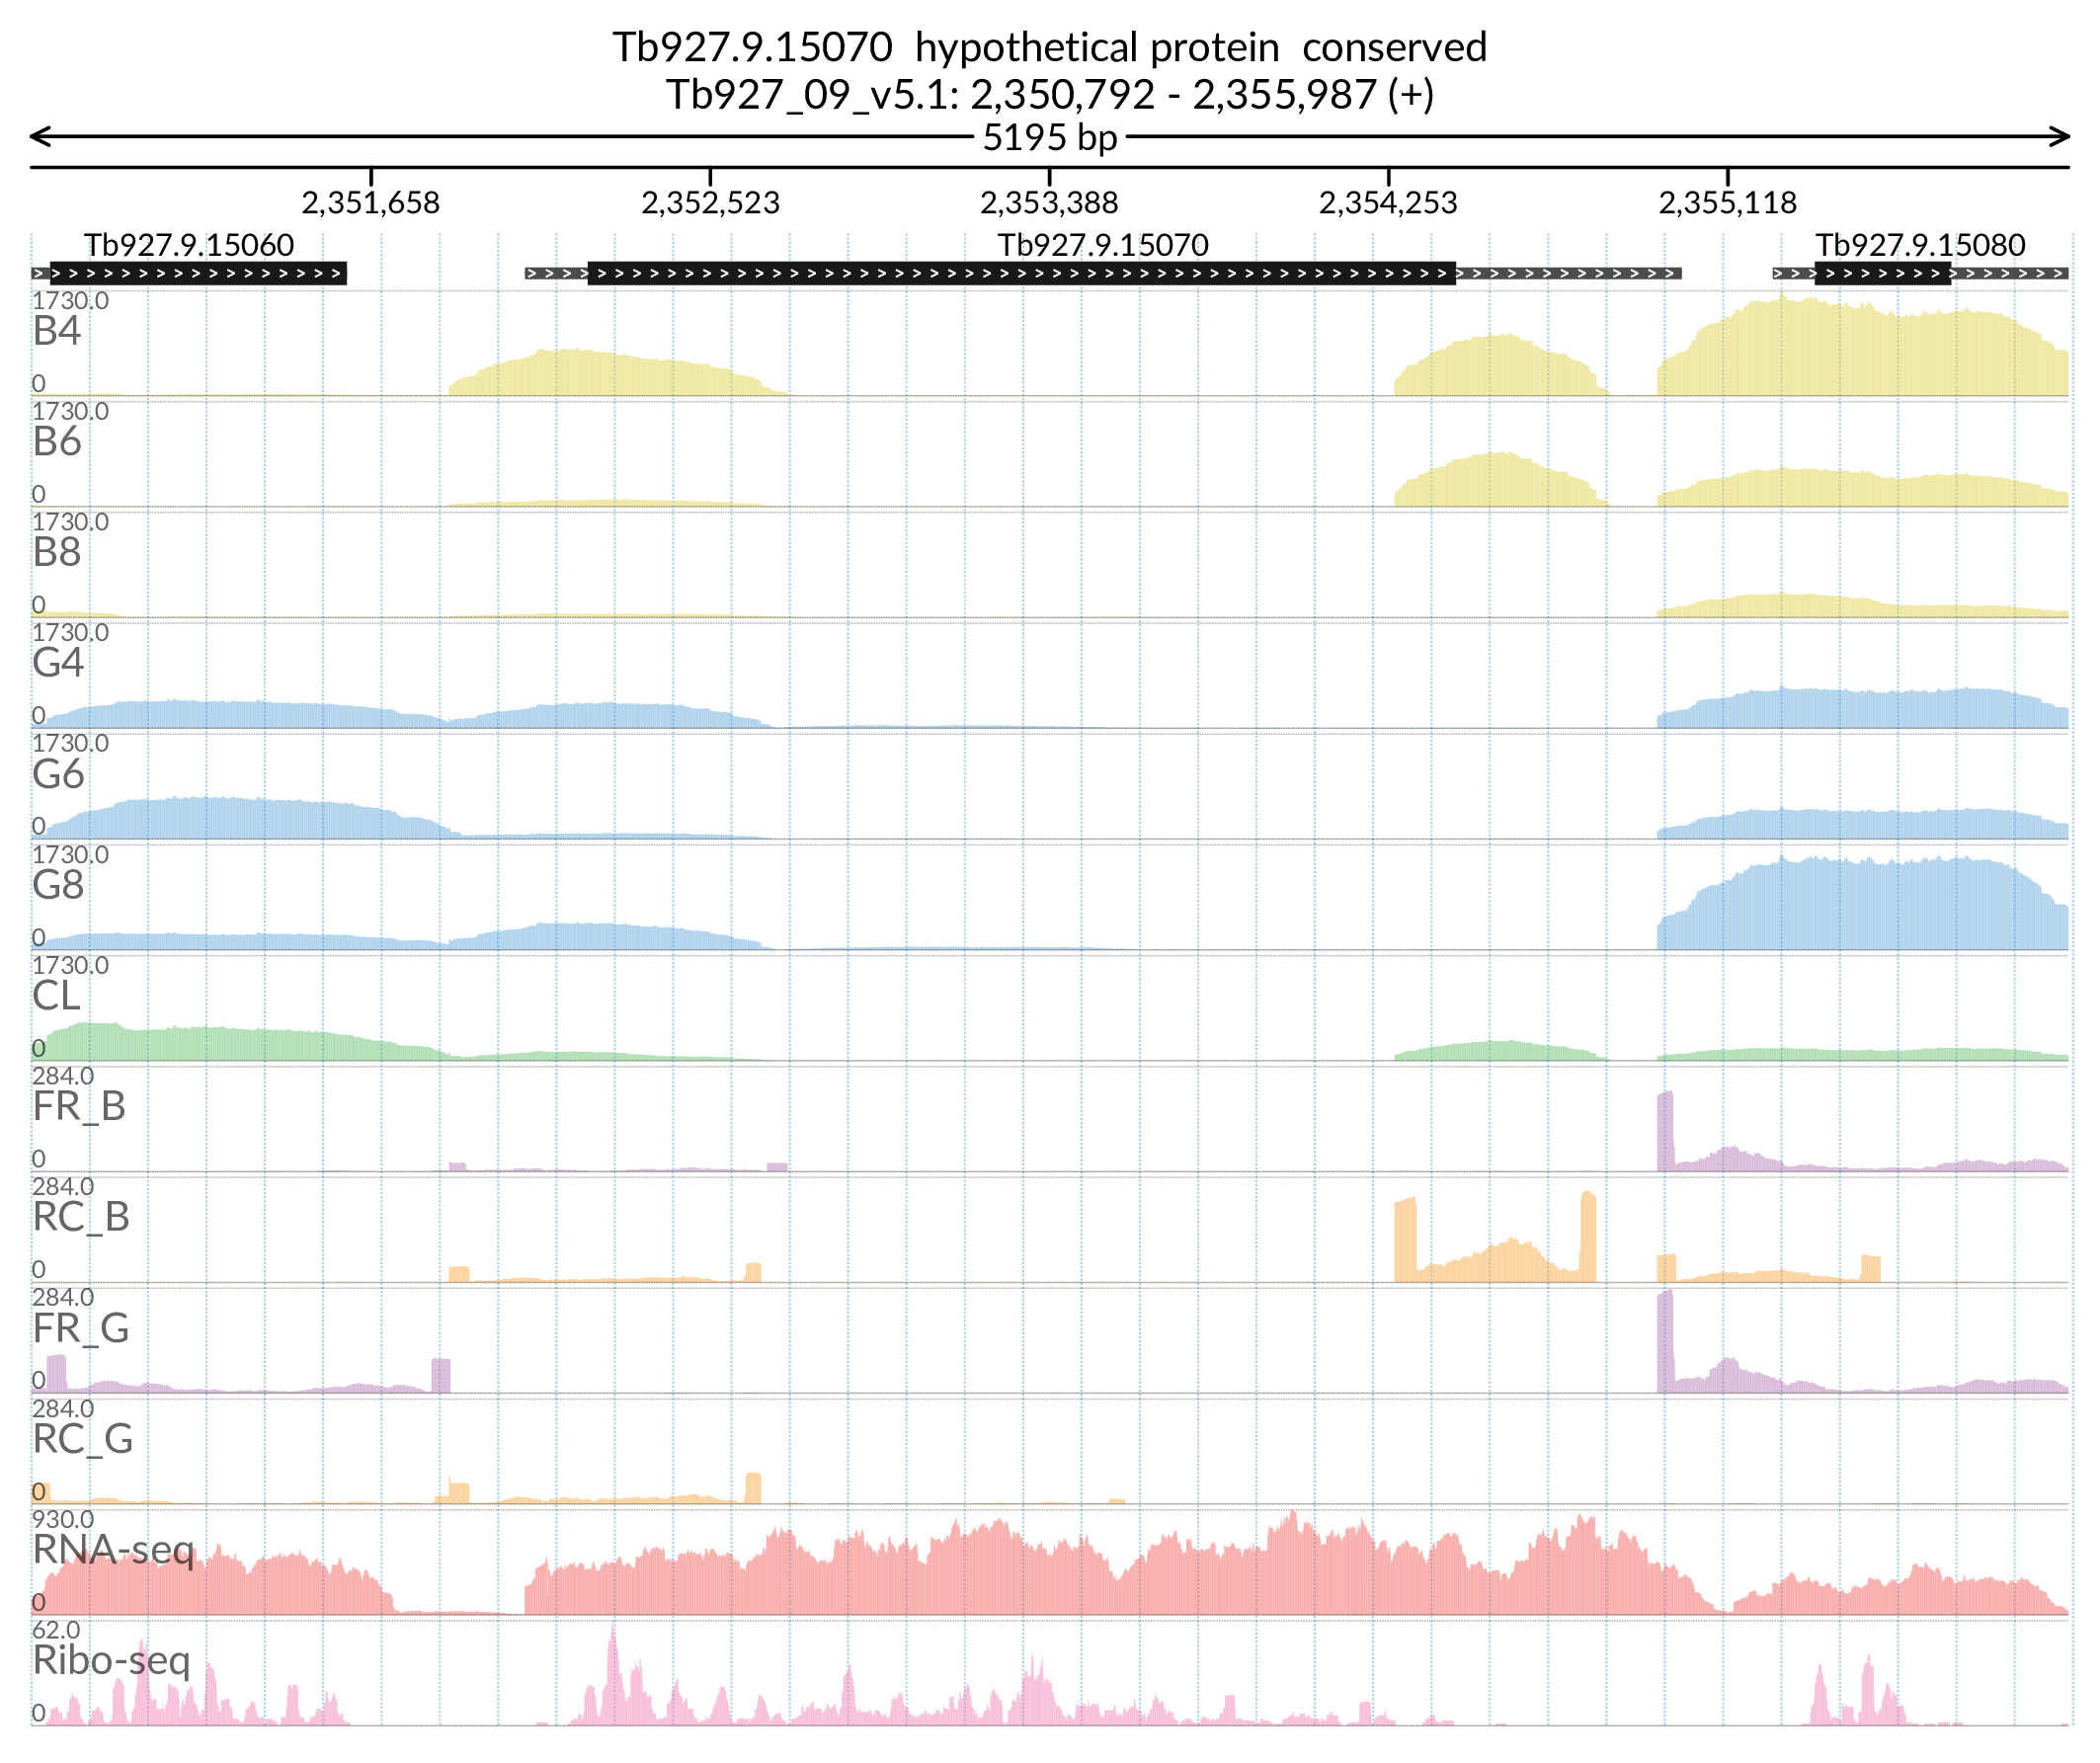 Tb927.9.15070 hypothetical protein conserved
Tb927_09_v5.1: 2,350,792 - 2,355,987 (+)
5195 bp
2,351,658 2,352,523 2,353,388 2,354,253 2,355,118
Tb927.9.15060 Tb927.9.15070 Tb927.9.15080
1730.0
B4
0
1730.0
B6
0
1730.0
B8
0
1730.0
G4
0
1730.0
G6
0
1730.0
G8
0
1730.0
CL
0
284.0
FR_B
0
284.0
RC_B
0
284.0
FR_G
0
284.0
RC_G
0
930.0
RNA-seq
0
62.0
Ribo-seq
0